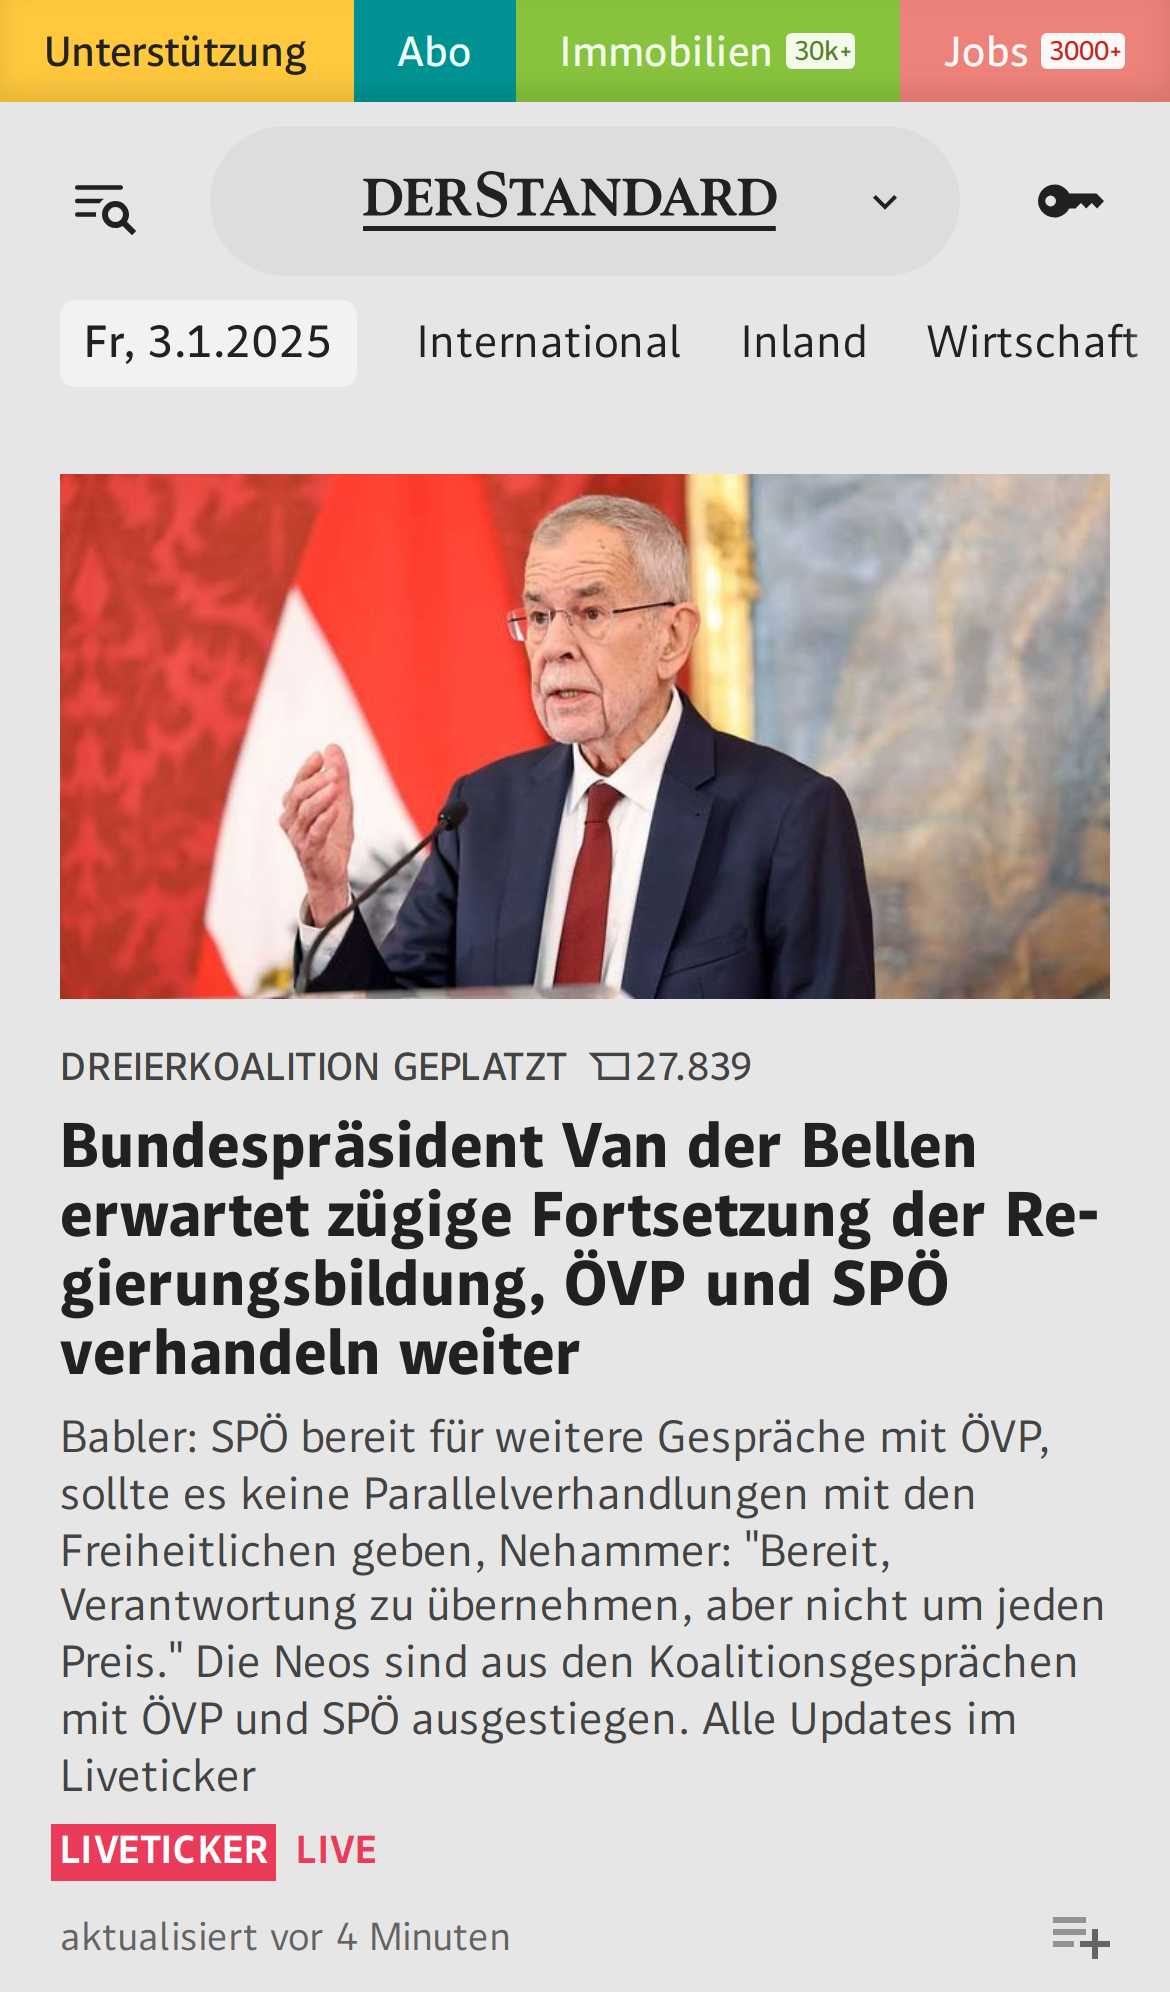 Unterstützung
Abo
Immobilien 30k+
Jobs 3000+
DERSTANDARD
Fr, 3.1.2025
International
Inland
Wirtschaft
DREIERKOALITION GEPLATZT 27.839
Bundespräsident Van der Bellen
erwartet zügige Fortsetzung der Re-
gierungsbildung, ÖVP und SPÖ
verhandeln weiter
Babler: SPÖ bereit für weitere Gespräche mit ÖVP,
sollte es keine Parallelverhandlungen mit den
Freiheitlichen geben, Nehammer: "Bereit,
Verantwortung zu übernehmen, aber nicht um jeden
Preis." Die Neos sind aus den Koalitionsgesprächen
mit ÖVP und SPÖ ausgestiegen. Alle Updates im
Liveticker
LIVETICKER LIVE
aktualisiert vor 4 Minuten